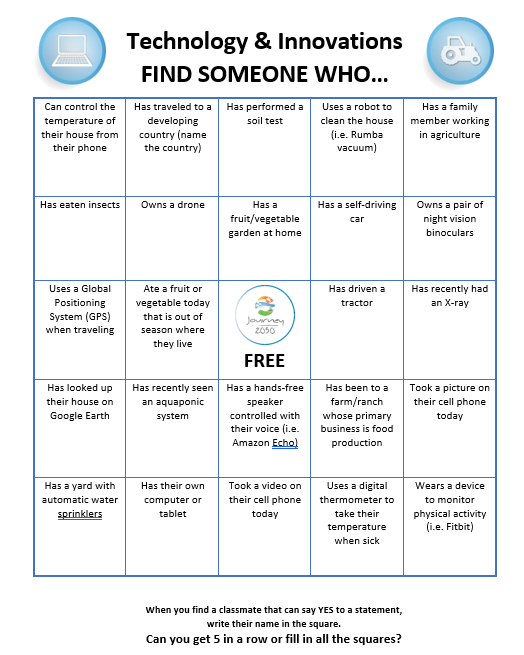 Technology & Innovations
FIND SOMEONE WHO...
Can control the
temperature of
their house from
their phone
Has traveled to a
developing
country (name
the country)
Has performed a
soil test
Uses a robot to
clean the house
(i.e. Rumba
vacuum)
Has a family
member working
in agriculture
Has eaten insects
Owns a drone
Has a
fruit/vegetable
garden at home
Has a self-driving
car
Owns a pair of
night vision
binoculars
Uses a Global
Positioning
System (GPS)
when traveling
Ate a fruit or
vegetable today
that is out of
season where
they live
Journey
2050
FREE
Has driven a
tractor
Has recently had
an X-ray
Has looked up
their house on
Google Earth
Has recently seen
an aquaponic
system
Has a hands-free
speaker
controlled with
their voice (i.e.
Amazon Echo)
Has been to a
farm/ranch
whose primary
business is food
production
Took a picture on
their cell phone
today
Has a yard with
automatic water
sprinklers
Has their own
computer or
tablet
Took a video on
their cell phone
today
Uses a digital
thermometer to
take their
temperature
when sick
Wears a device
to monitor
physical activity
(i.e. Fitbit)
When you find a classmate that can say YES to a statement,
write their name in the square.
Can you get 5 in a row or fill in all the squares?